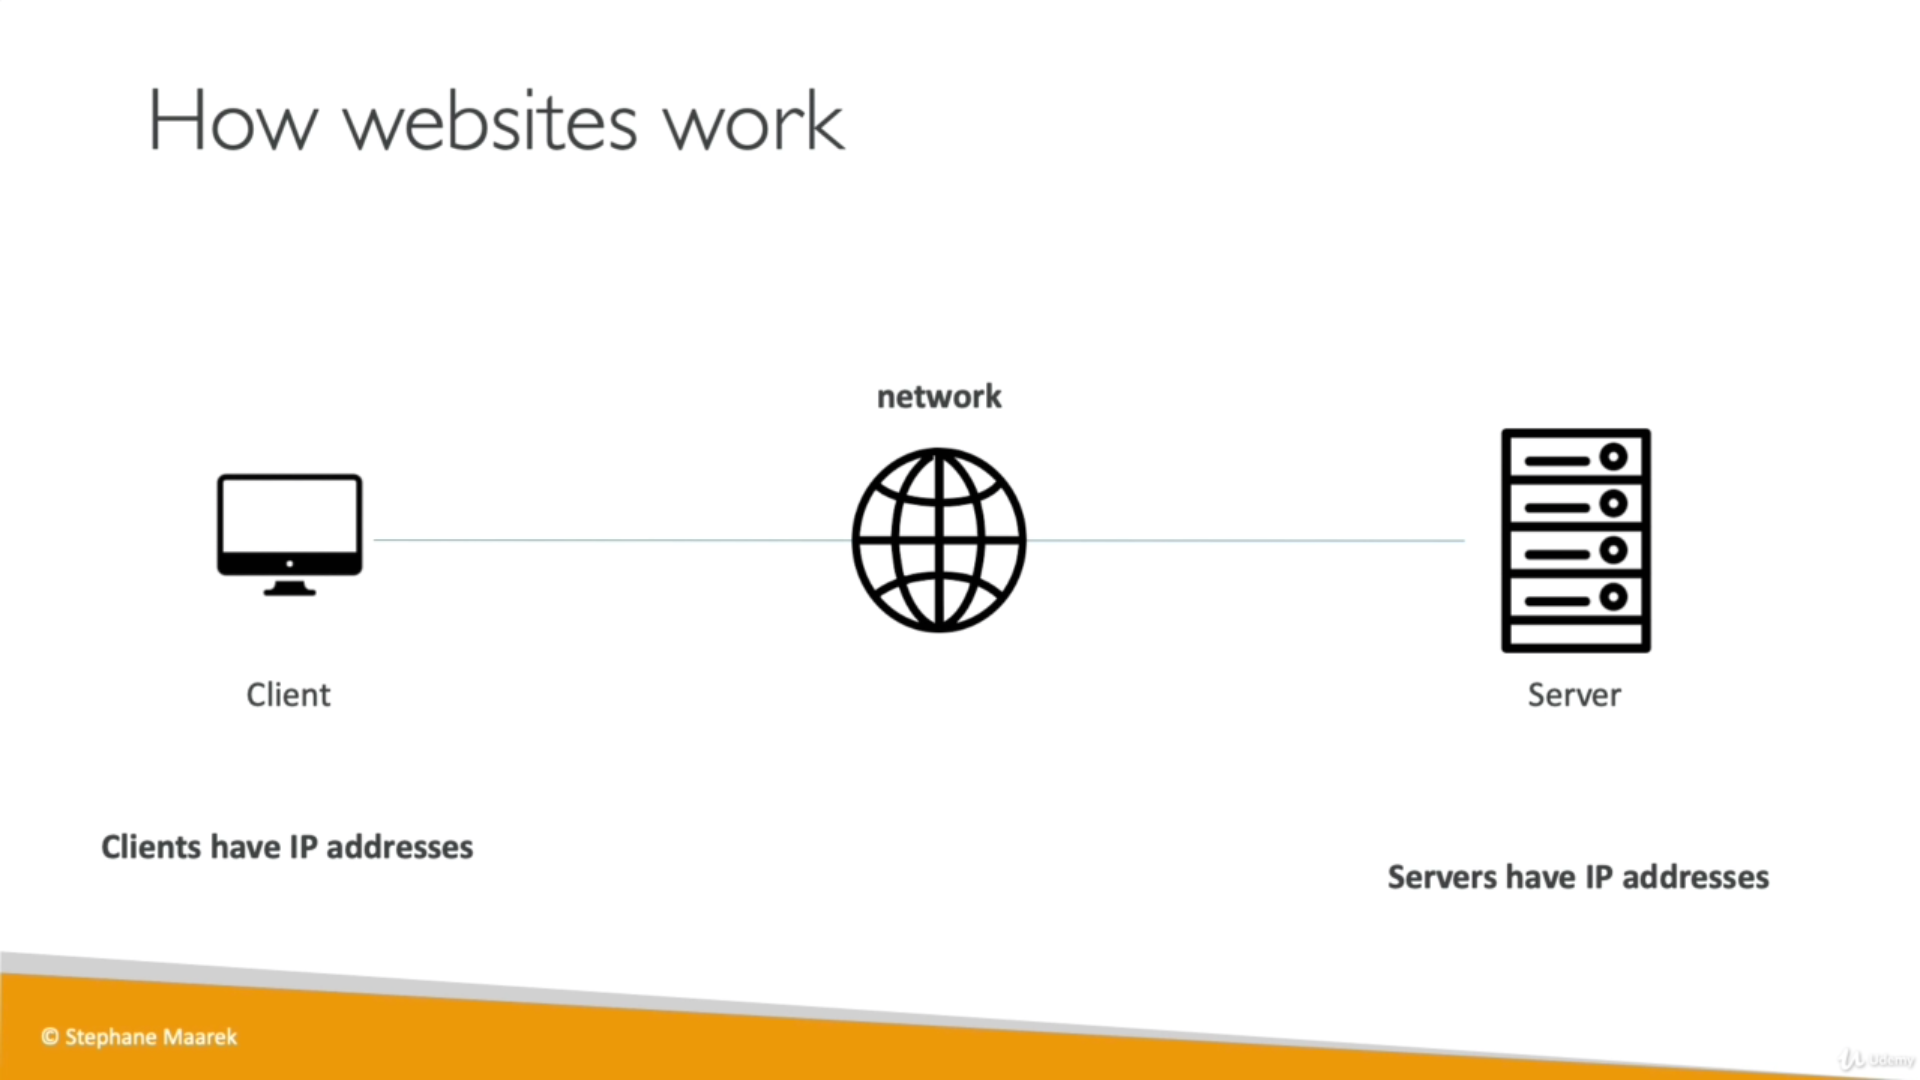 How websites work
network
Client
Server
Clients have IP addresses
Servers have IP addresses
© Stephane Maarek
Udemy